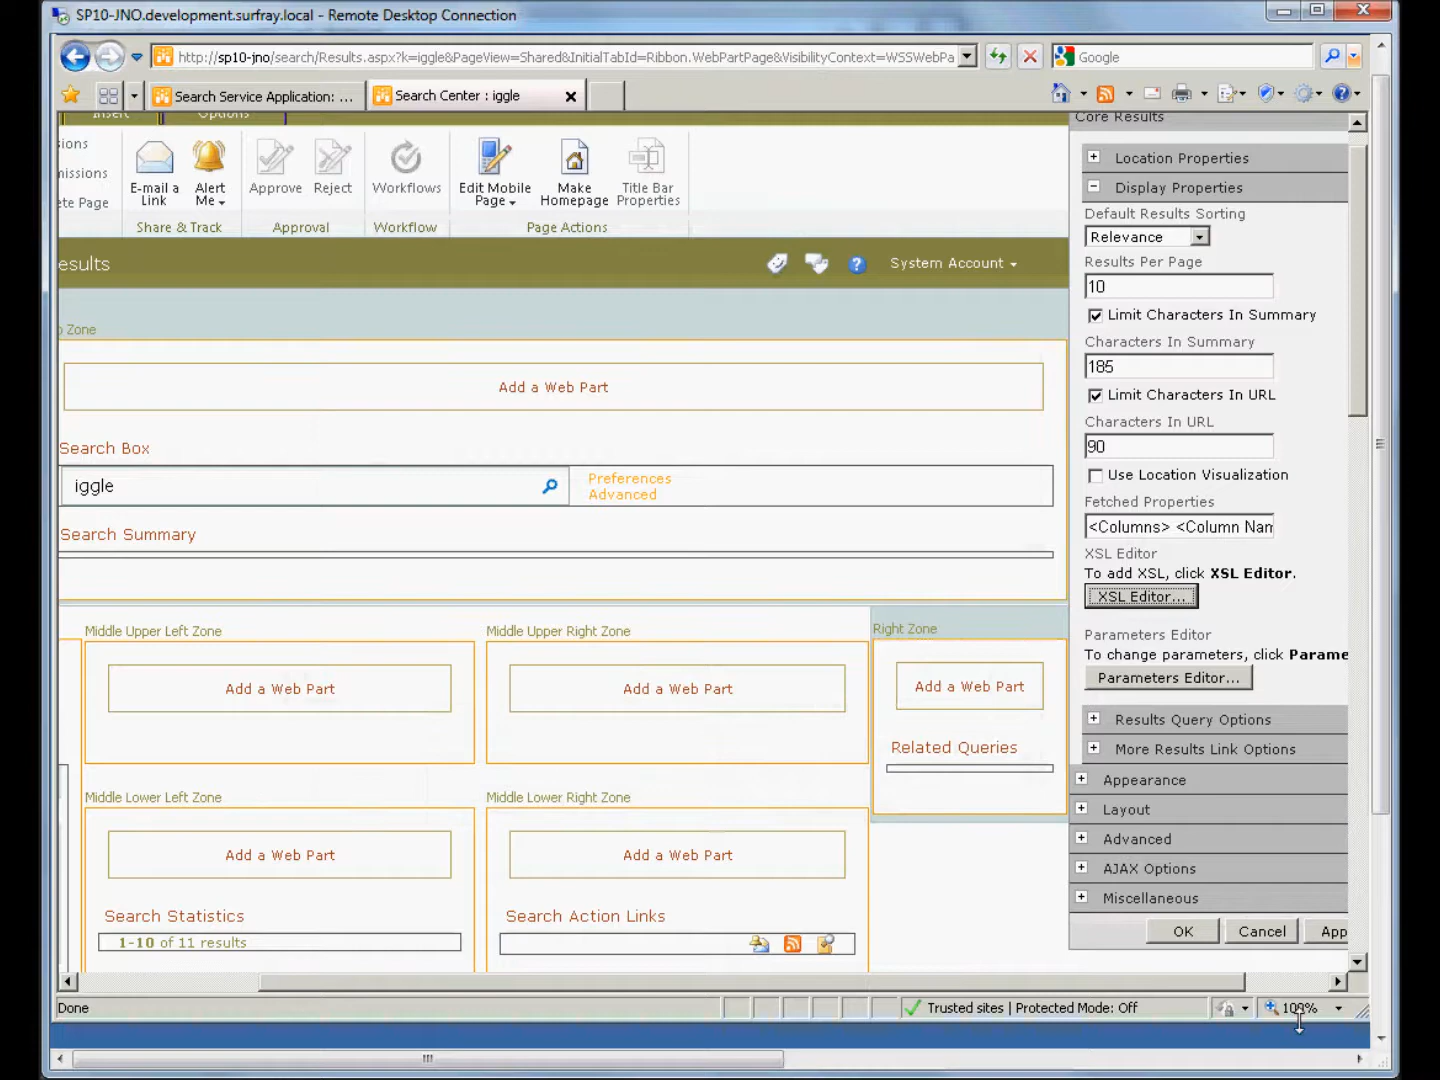 SP10-JNO.development.surfray.local - Remote Desktop Connection
http://sp10-jno/search/Results.aspx?k=iggle&PageView=Shared&InitialTabId=Ribbon.WebPartPage&VisibilityContext=WSSWebPa
Google
Search Service Application: ...
Search Center : iggle
Insert
Options
sions
missions
ete Page
E-mail a Link
Alert Me
Approve
Reject
Workflows
Edit Mobile Page
Make Homepage
Title Bar Properties
Share & Track
Approval
Workflow
Page Actions
esults
System Account
p Zone
Add a Web Part
Search Box
iggle
Preferences
Advanced
Search Summary
Middle Upper Left Zone
Middle Upper Right Zone
Right Zone
Add a Web Part
Add a Web Part
Add a Web Part
Related Queries
Middle Lower Left Zone
Middle Lower Right Zone
Add a Web Part
Add a Web Part
Search Statistics
Search Action Links
1-10 of 11 results
Core Results
Location Properties
Display Properties
Default Results Sorting
Relevance
Results Per Page
10
Limit Characters In Summary
Characters In Summary
185
Limit Characters In URL
Characters In URL
90
Use Location Visualization
Fetched Properties
<Columns> <Column Nam
XSL Editor
To add XSL, click XSL Editor.
XSL Editor...
Parameters Editor
To change parameters, click Parame
Parameters Editor...
Results Query Options
More Results Link Options
Appearance
Layout
Advanced
AJAX Options
Miscellaneous
OK
Cancel
App
Done
Trusted sites | Protected Mode: Off
100%